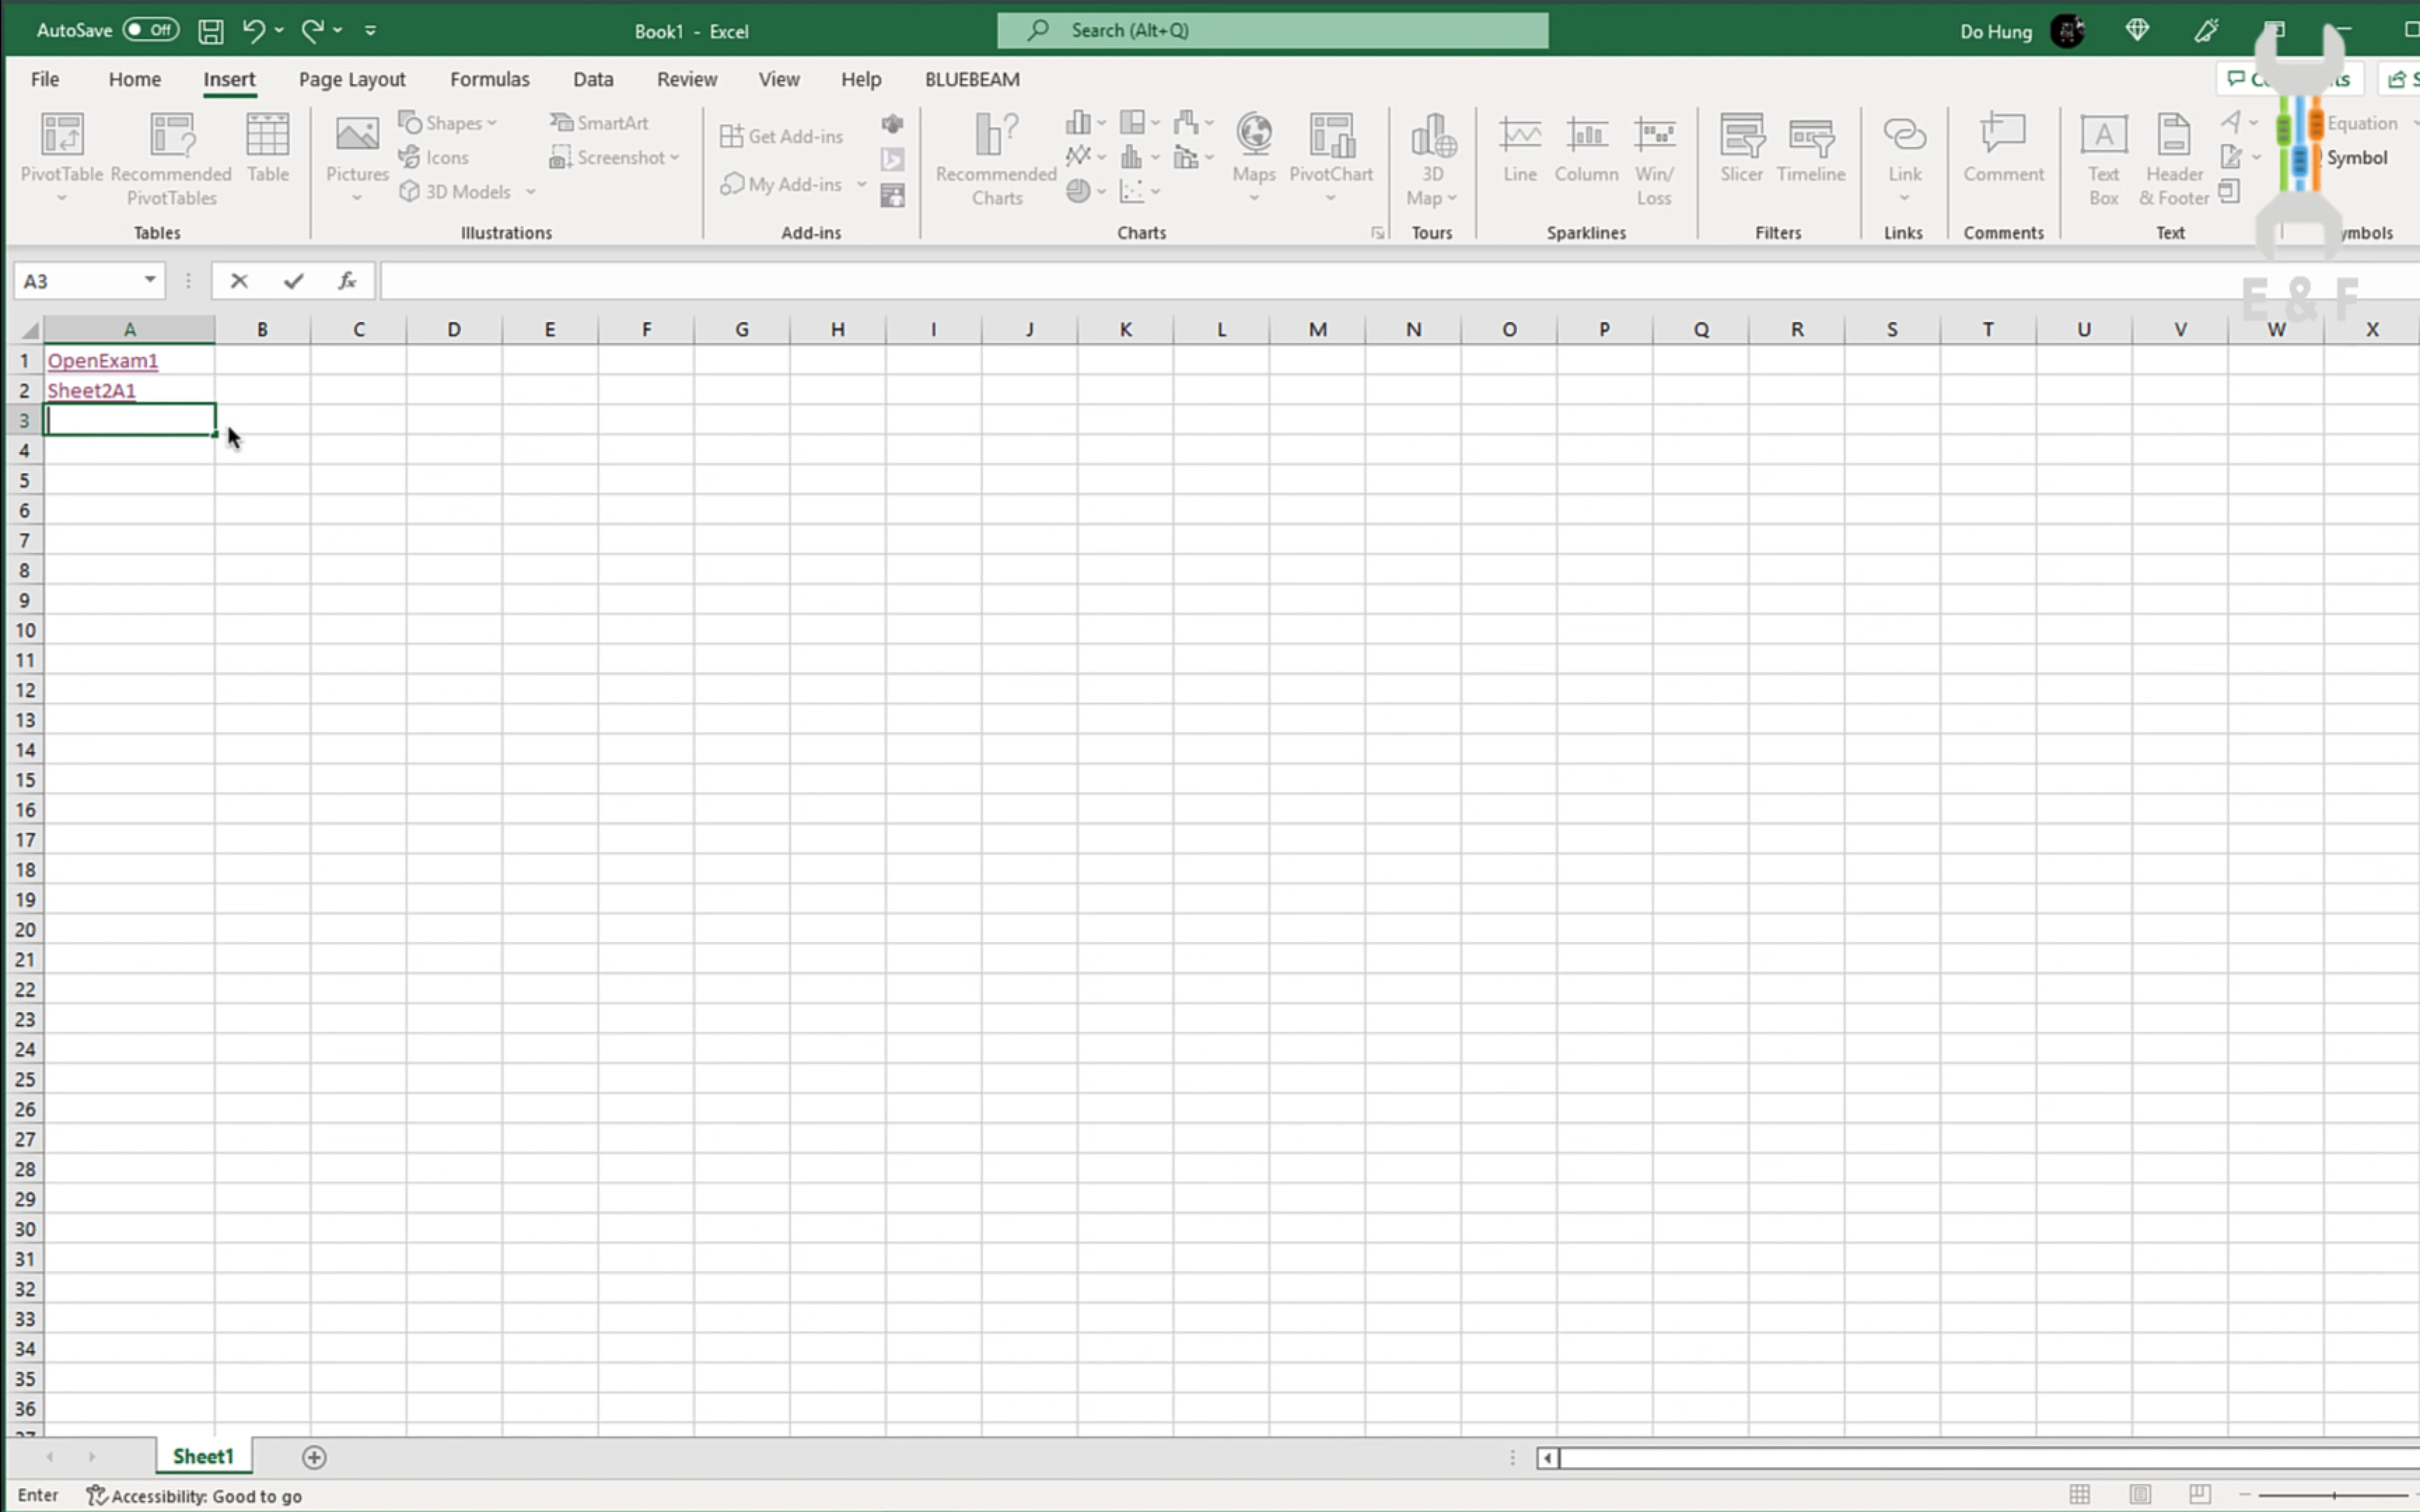 AutoSave Off Book1 - Excel Search (Alt+Q) Do Hung
File Home Insert Page Layout Formulas Data Review View Help BLUEBEAM
PivotTable Recommended PivotTables Table
Tables
Pictures Shapes Icons 3D Models SmartArt Screenshot
Illustrations
Get Add-ins
My Add-ins
Add-ins
Recommended Charts Maps PivotChart
Charts
3D Map
Tours
Line Column Win/Loss
Sparklines
Slicer Timeline
Filters
Link
Links
Comment
Comments
Text Box Header & Footer
Text
Equation
Symbol
E & F
A3 fx
A B C D E F G H I J K L M N O P Q R S T U V W X
1 OpenExam1
2 Sheet2A1
3
4
5
6
7
8
9
10
11
12
13
14
15
16
17
18
19
20
21
22
23
24
25
26
27
28
29
30
31
32
33
34
35
36
Sheet1
Enter Accessibility: Good to go